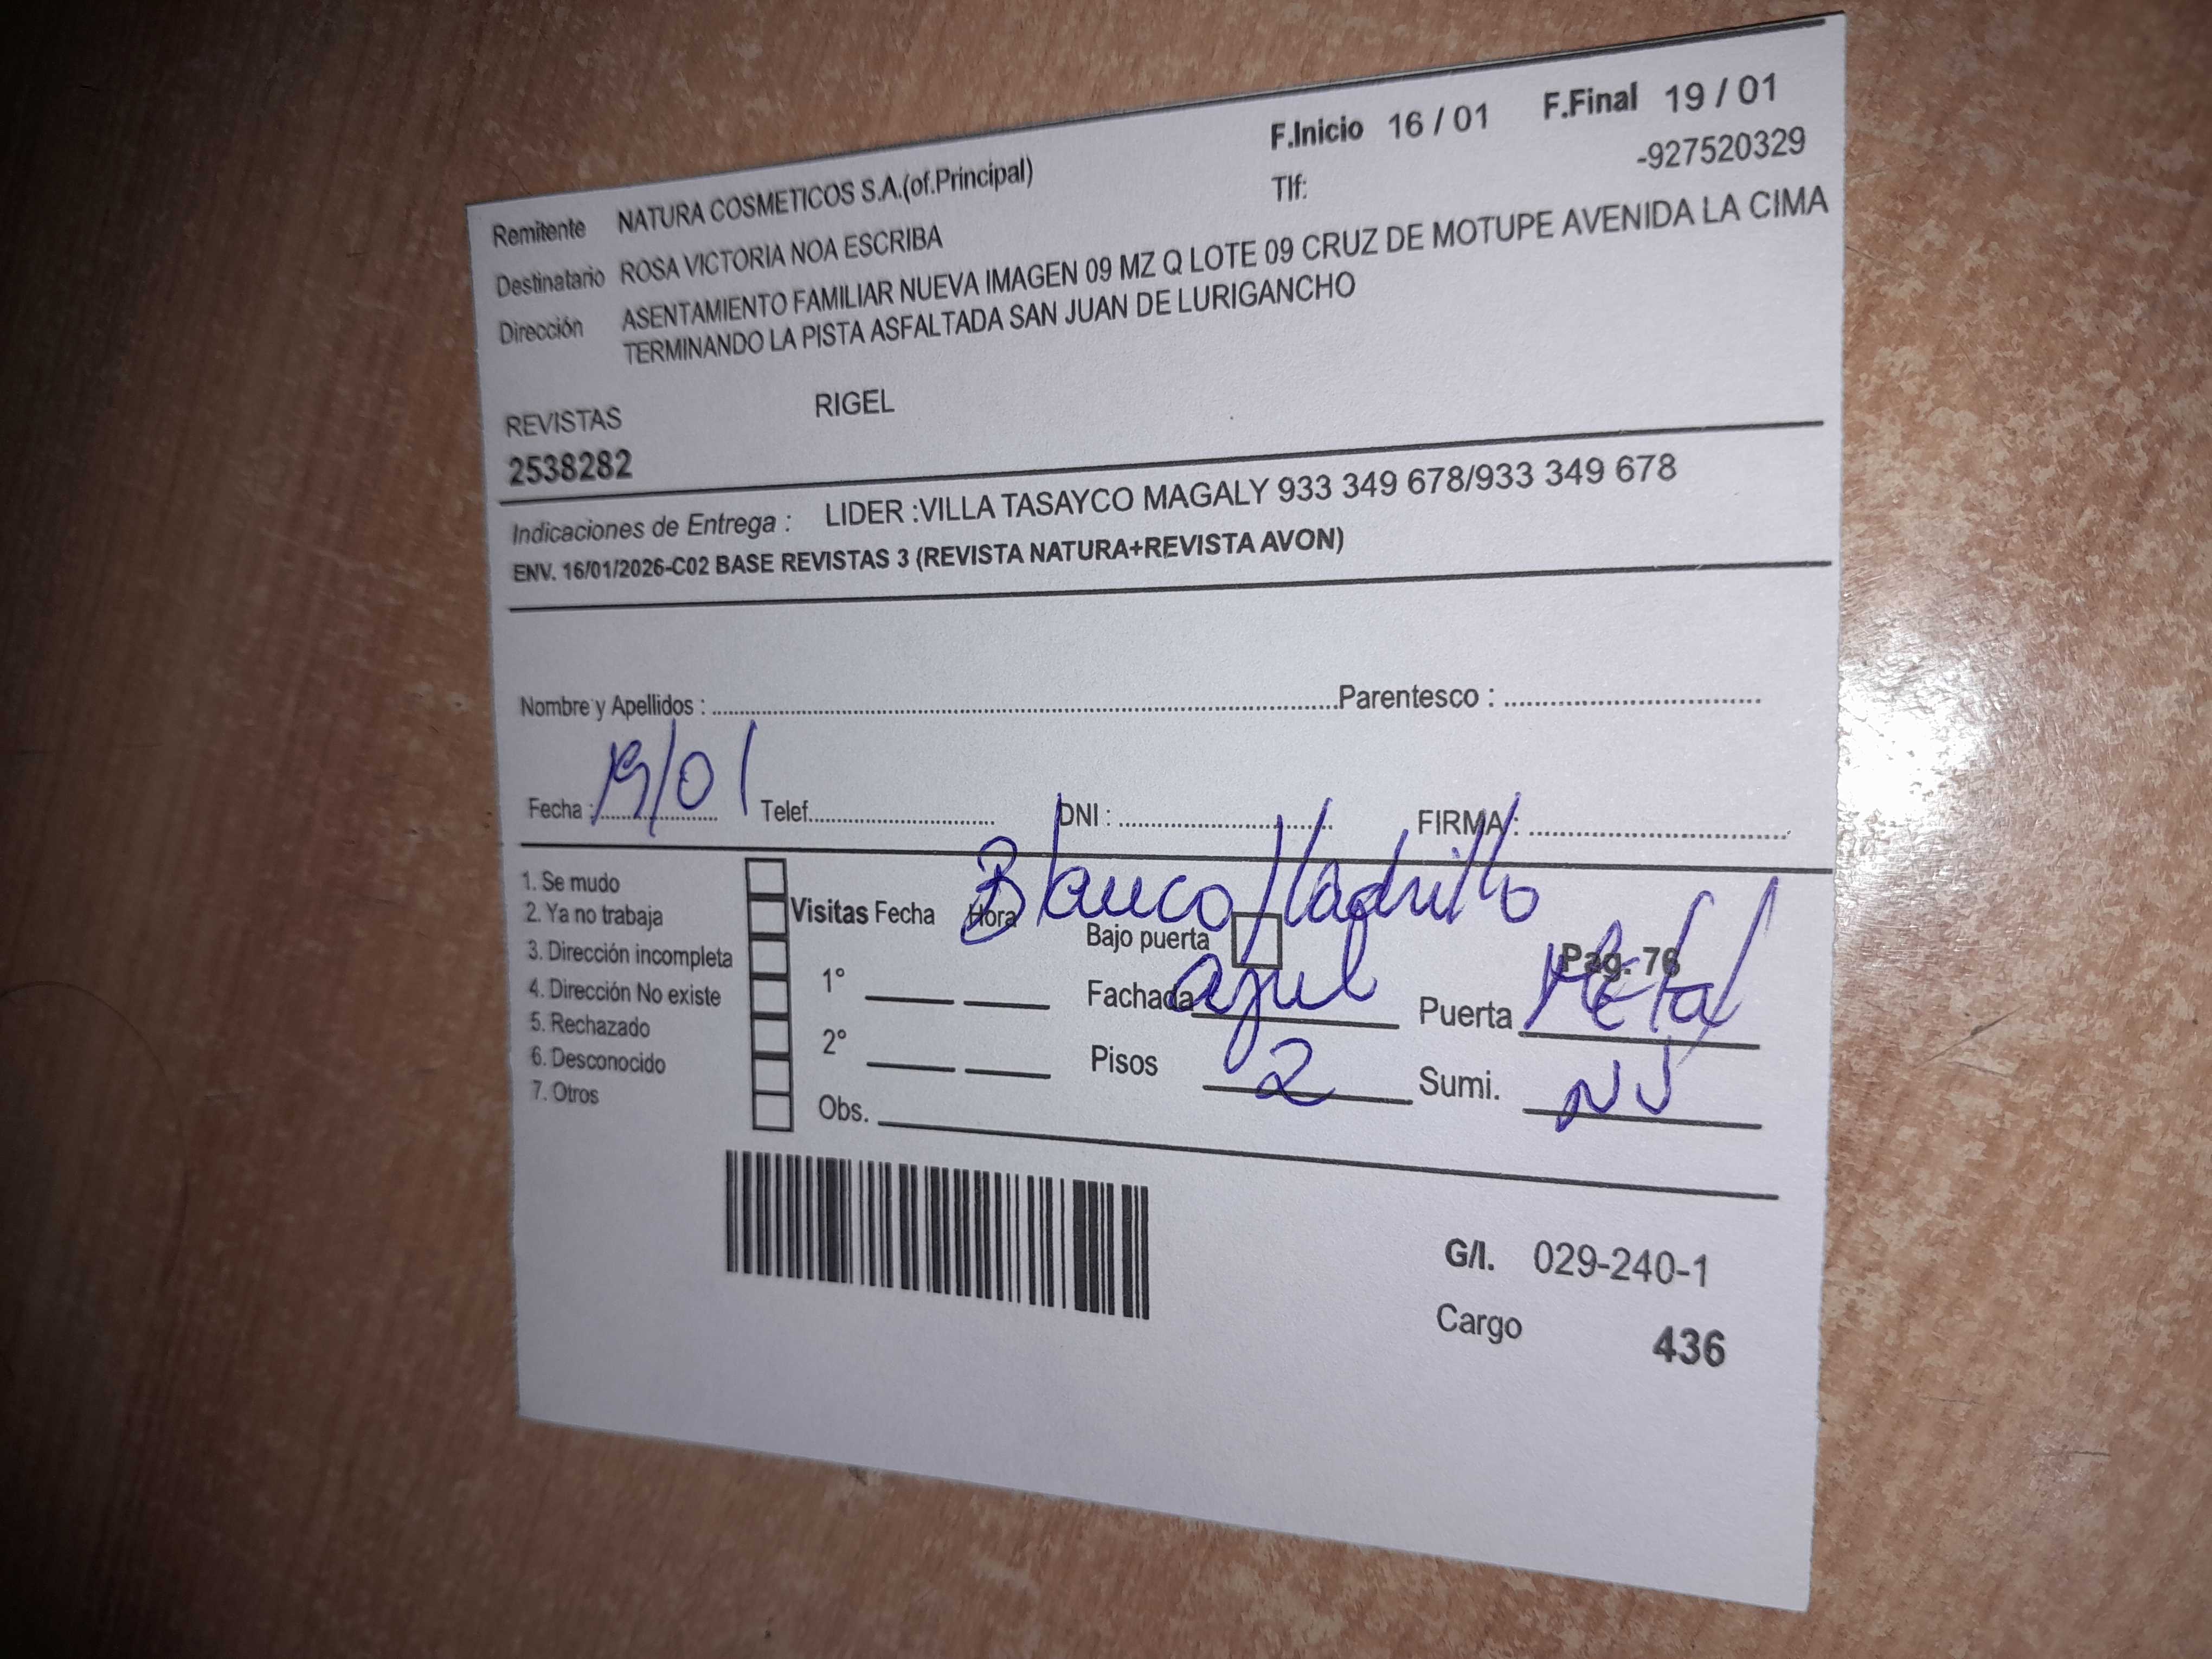 F.Inicio 16 / 01 F.Final 19 / 01
Remitente NATURA COSMETICOS S.A.(of.Principal) Tlf: -927520329
Destinatario ROSA VICTORIA NOA ESCRIBA
Dirección ASENTAMIENTO FAMILIAR NUEVA IMAGEN 09 MZ Q LOTE 09 CRUZ DE MOTUPE AVENIDA LA CIMA
TERMINANDO LA PISTA ASFALTADA SAN JUAN DE LURIGANCHO
REVISTAS RIGEL
2538282
Indicaciones de Entrega : LIDER :VILLA TASAYCO MAGALY 933 349 678/933 349 678
ENV. 16/01/2026-C02 BASE REVISTAS 3 (REVISTA NATURA+REVISTA AVON)
Nombre y Apellidos : Parentesco :
Fecha : 19/01 Telef. DNI : FIRMA :
1. Se mudo
2. Ya no trabaja
3. Dirección incompleta
4. Dirección No existe
5. Rechazado
6. Desconocido
7. Otros
Visitas Fecha Hora Blanco/ladrillo
Bajo puerta Pag. 76
1° Fachada azul Puerta Metal
2° Pisos 2 Sumi.
Obs.
G/I. 029-240-1
Cargo 436